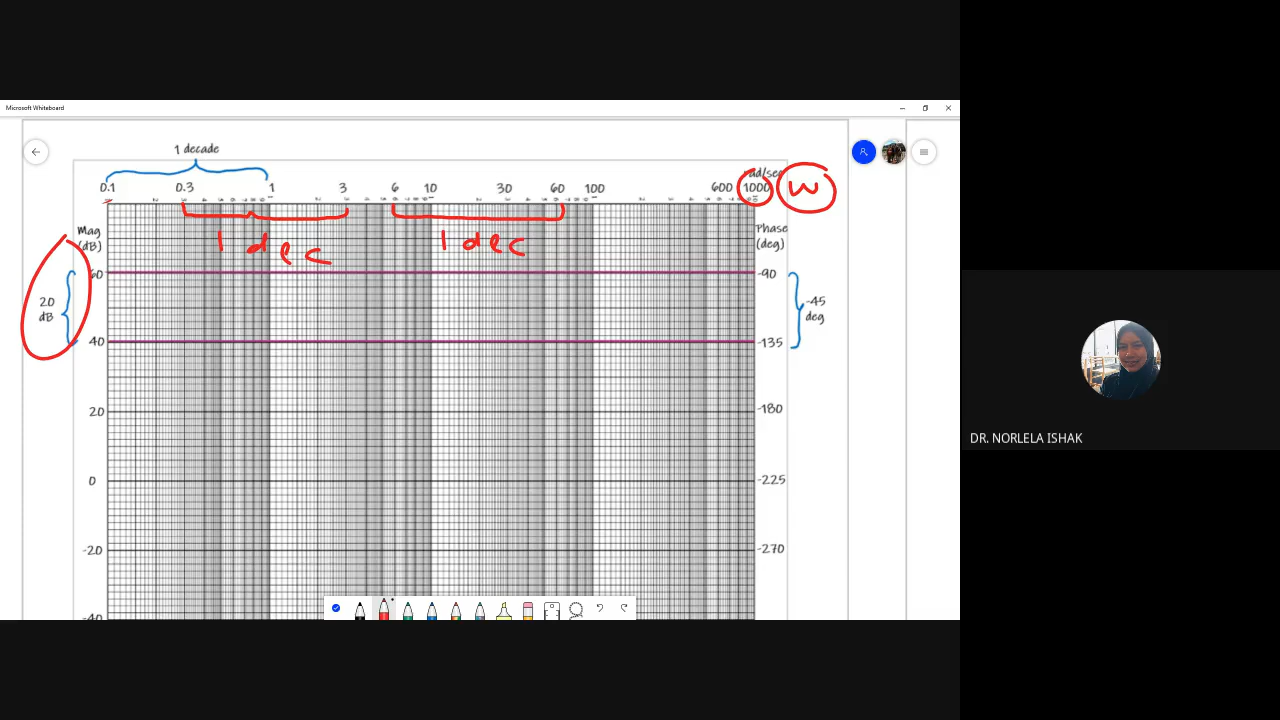 Microsoft Whiteboard
1 decade
rad/sec
0.1 0.3 1 3 6 10 30 60 100 600 1000 W
1 dec 1 dec
Mag
(dB)
Phase
(deg)
60 -90
20
dB
-45
deg
40 -135
20 -180
0 -225
-20 -270
-40
DR. NORLELA ISHAK